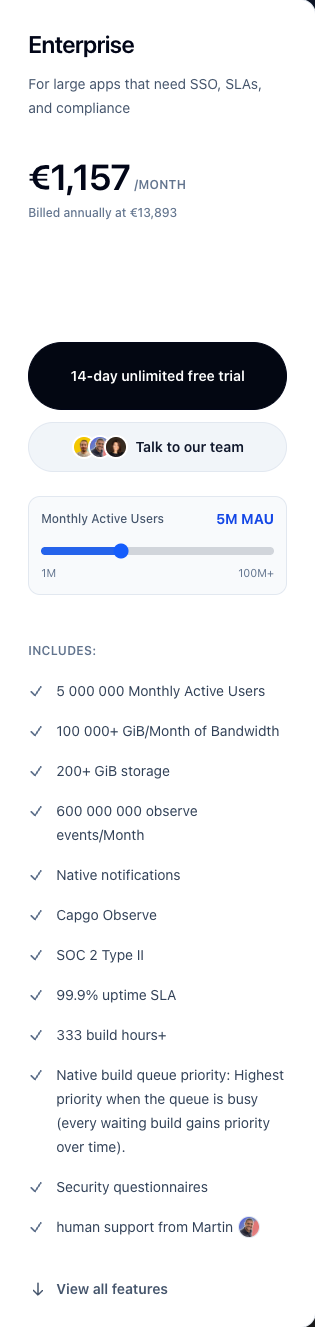 Enterprise
For large apps that need SSO, SLAs,
and compliance
€1,157 /MONTH
Billed annually at €13,893
14-day unlimited free trial
Talk to our team
Monthly Active Users 5M MAU
1M 100M+
INCLUDES:
5 000 000 Monthly Active Users
100 000+ GiB/Month of Bandwidth
200+ GiB storage
600 000 000 observe
events/Month
Native notifications
Capgo Observe
SOC 2 Type II
99.9% uptime SLA
333 build hours+
Native build queue priority: Highest
priority when the queue is busy
(every waiting build gains priority
over time).
Security questionnaires
human support from Martin
View all features